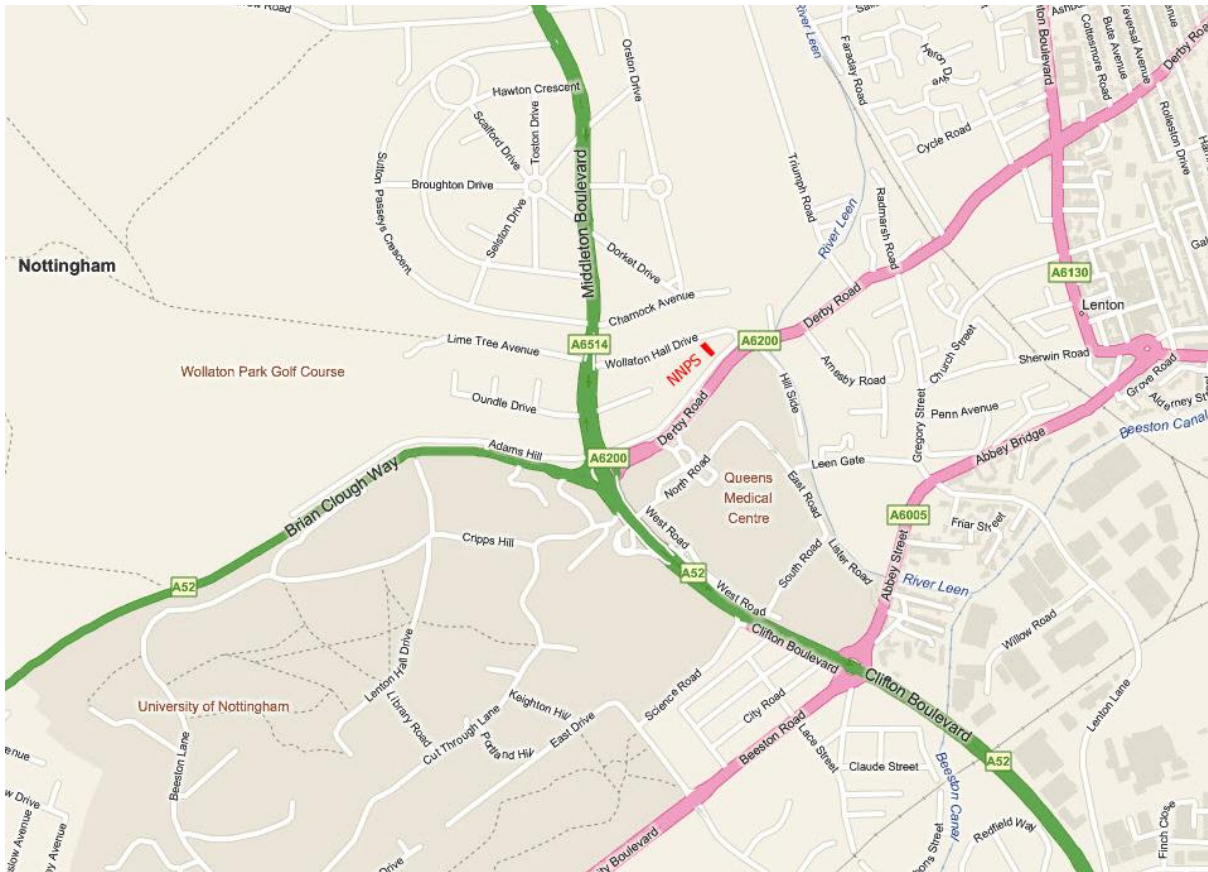 Orston Drive
River Leen
Faraday Road
Heron Drive
Cottesmore Road
Bute Avenue
Derby Road
Hawton Crescent
Scalford Drive
Toston Drive
Cycle Road
Rolleston Drive
Sutton Passeys Crescent
Broughton Drive
Selston Drive
Middleton Boulevard
Triumph Road
Radmarsh Road
River Leen
Nottingham
Dorket Drive
A6130
Lenton
Charnock Avenue
Derby Road
Lime Tree Avenue
A6514
Wollaton Hall Drive
A6200
NNPS
Church Street
Sherwin Road
Wollaton Park Golf Course
Arnesby Road
Grove Road
Hill Side
Oundle Drive
Derby Road
Gregory Street
Penn Avenue
Beeston Canal
Adams Hill
A6200
Abbey Bridge
Brian Clough Way
North Road
Leen Gate
Queens
Medical
Centre
East Road
A6005
Friar Street
West Road
Cripps Hill
South Road
Lister Road
Abbey Street
River Leen
A52
A52
West Road
Clifton Boulevard
Willow Road
Lenton Hall Drive
Clifton Boulevard
Science Road
University of Nottingham
Library Road
Keighton Hill
City Road
Lenton Lane
Cut Through Lane
Portland Hill
East Drive
Beeston Road
Lace Street
Beeston Lane
Claude Street
A52
Beeston Canal
Redfield Way
Finch Close